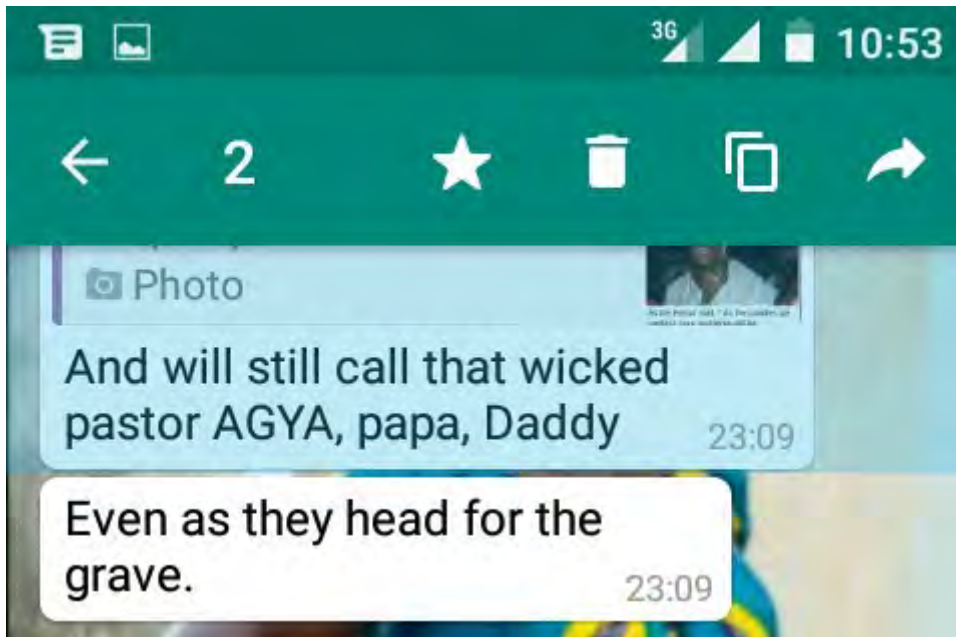 3G 10:53
2
Photo
And will still call that wicked
pastor AGYA, papa, Daddy 23:09
Even as they head for the
grave. 23:09